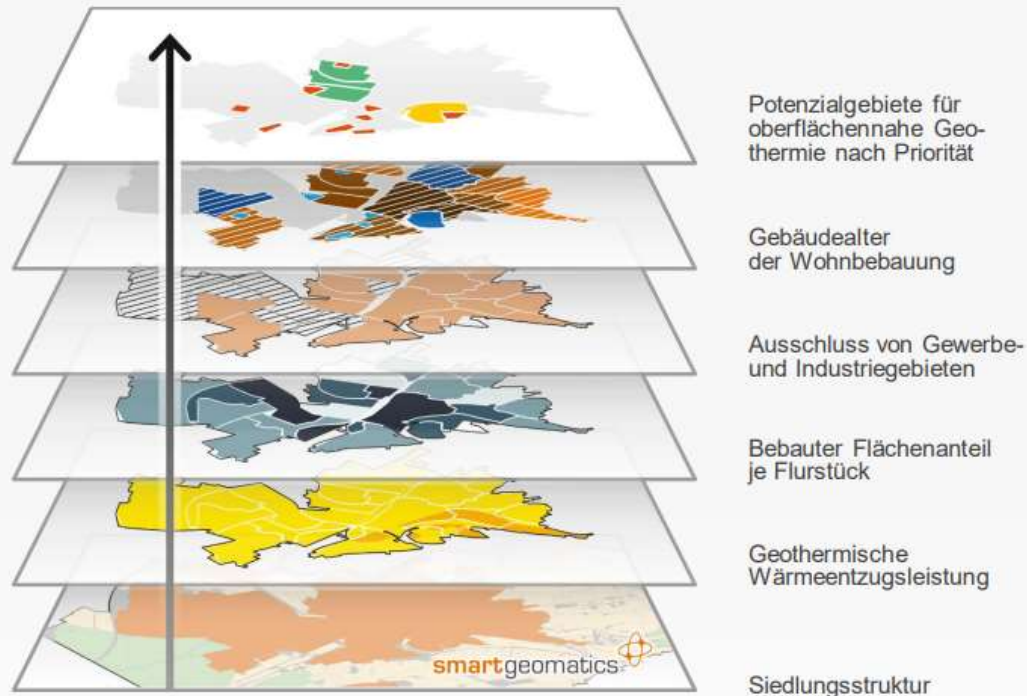 Potenzialgebiete für
oberflächennahe Geo-
thermie nach Priorität
Gebäudealter
der Wohnbebauung
Ausschluss von Gewerbe-
und Industriegebieten
Bebauter Flächenanteil
je Flurstück
Geothermische
Wärmeentzugsleistung
smartgeomatics
Siedlungsstruktur